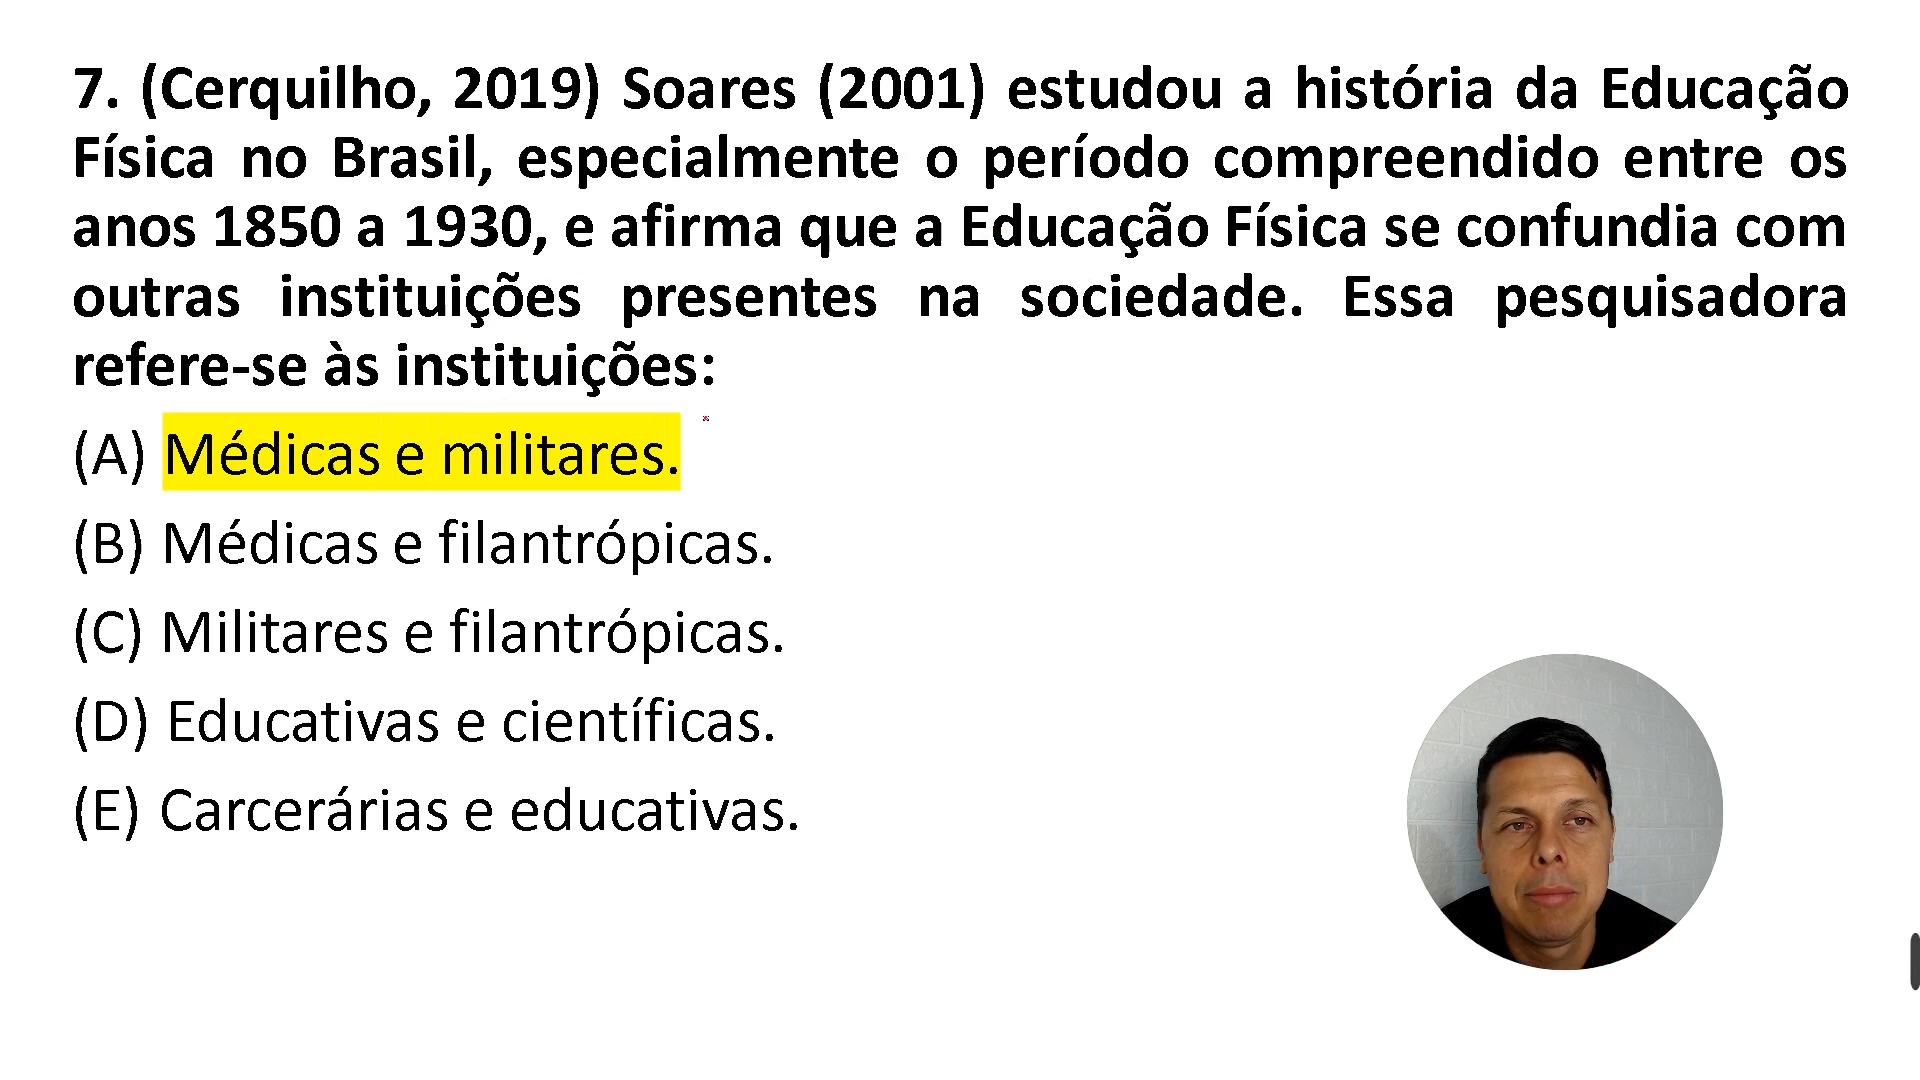 7. (Cerquilho, 2019) Soares (2001) estudou a história da Educação
Física no Brasil, especialmente o período compreendido entre os
anos 1850 a 1930, e afirma que a Educação Física se confundia com
outras instituições presentes na sociedade. Essa pesquisadora
refere-se às instituições:
(A) Médicas e militares.
(B) Médicas e filantrópicas.
(C) Militares e filantrópicas.
(D) Educativas e científicas.
(E) Carcerárias e educativas.